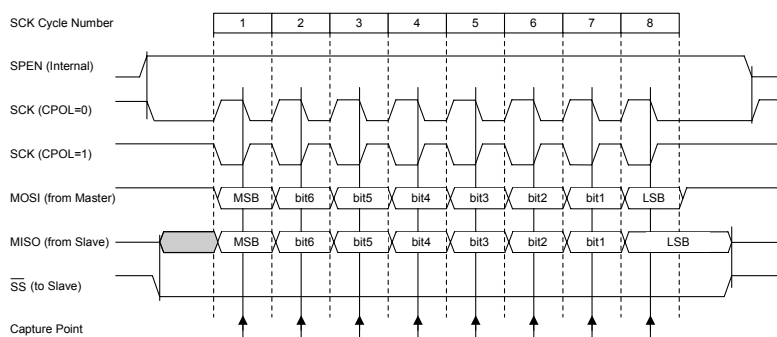 SCK Cycle Number 1 2 3 4 5 6 7 8
SPEN (Internal)
SCK (CPOL=0)
SCK (CPOL=1)
MOSI (from Master) MSB bit6 bit5 bit4 bit3 bit2 bit1 LSB
MISO (from Slave) MSB bit6 bit5 bit4 bit3 bit2 bit1 LSB
SS (to Slave)
Capture Point